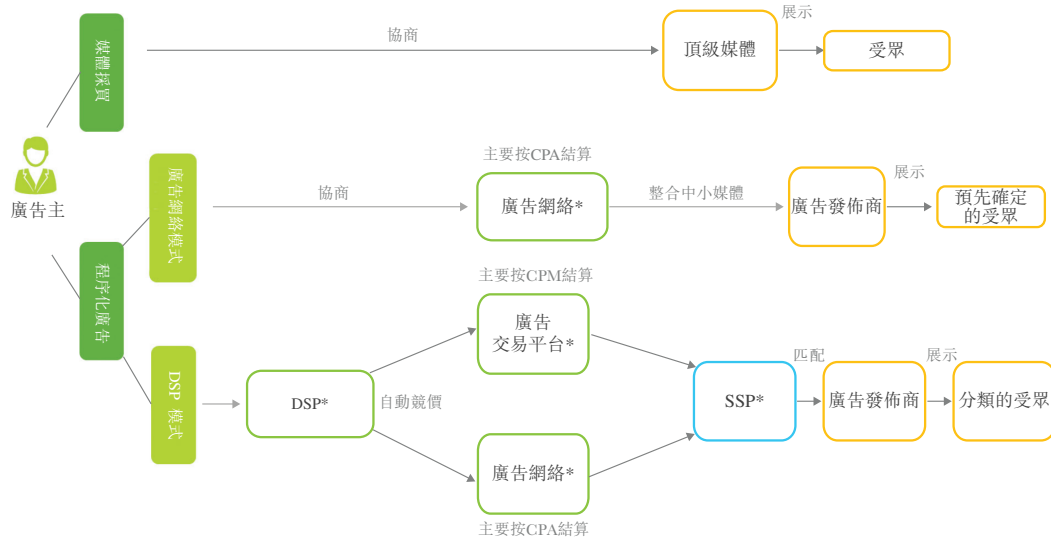 展示
協商
頂級媒體
受眾
媒體採買
廣告主
主要按CPA結算
廣告網絡模式
協商
廣告網絡*
整合中小媒體
廣告發佈商
展示
預先確定
的受眾
程序化廣告
主要按CPM結算
廣告
交易平台*
DSP 模式
DSP*
自動競價
SSP*
匹配
廣告發佈商
展示
分類的受眾
廣告網絡*
主要按CPA結算